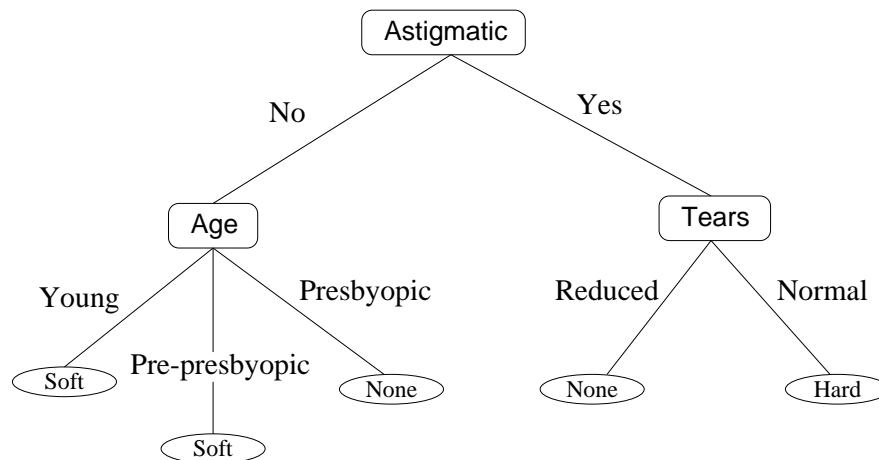 Astigmatic
No
Yes
Age
Tears
Young
Presbyopic
Reduced
Normal
Pre-presbyopic
Soft
None
None
Hard
Soft